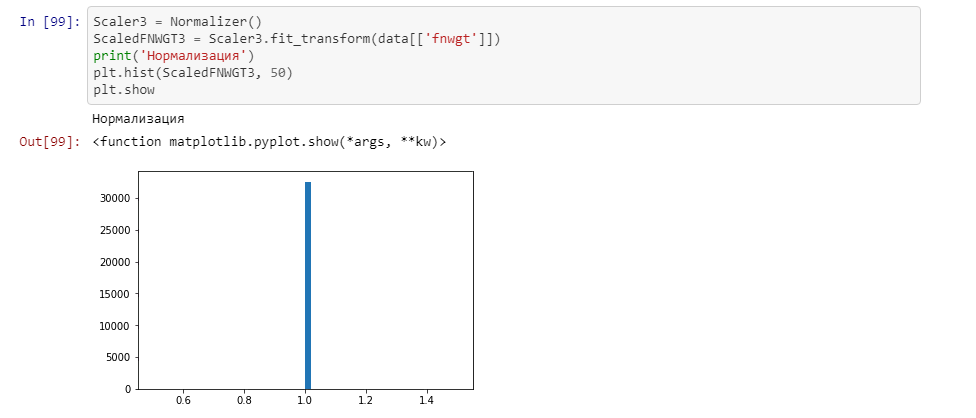 In [99]: Scaler3 = Normalizer()
ScaledFNWGT3 = Scaler3.fit_transform(data[['fnwgt']])
print('Нормализация')
plt.hist(ScaledFNWGT3, 50)
plt.show
Нормализация
Out[99]: <function matplotlib.pyplot.show(*args, **kw)>
30000
25000
20000
15000
10000
5000
0
0.6 0.8 1.0 1.2 1.4